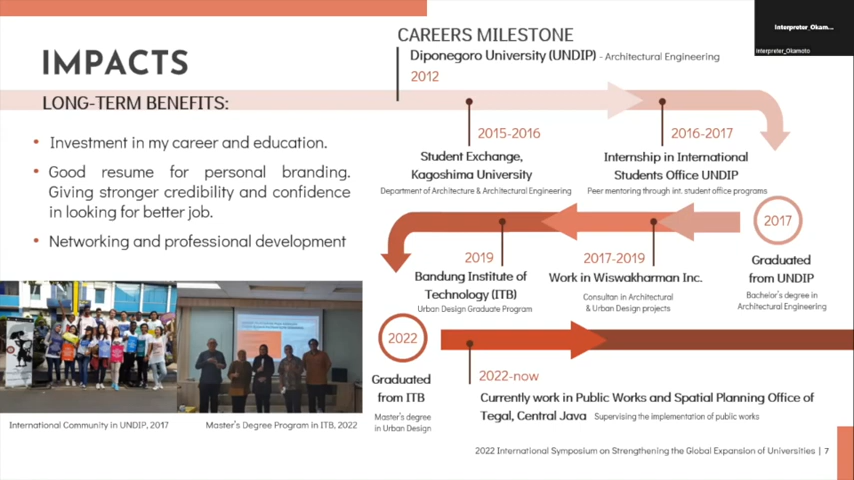 IMPACTS
LONG-TERM BENEFITS:
• Investment in my career and education.
• Good resume for personal branding.
Giving stronger credibility and confidence
in looking for better job.
• Networking and professional development
International Community in UNDIP, 2017
Master's Degree Program in ITB, 2022
CAREERS MILESTONE
Diponegoro University (UNDIP) - Architectural Engineering
2012
2015-2016
Student Exchange,
Kagoshima University
Department of Architecture & Architectural Engineering
2016-2017
Internship in International
Students Office UNDIP
Peer mentoring through int. student office programs
2017
Graduated
from UNDIP
Bachelor's degree in
Architectural Engineering
2017-2019
Work in Wiswakharman Inc.
Consultan in Architectural
& Urban Design projects
2019
Bandung Institute of
Technology (ITB)
Urban Design Graduate Program
2022
Graduated
from ITB
Master's degree
in Urban Design
2022-now
Currently work in Public Works and Spatial Planning Office of
Tegal, Central Java Supervising the implementation of public works
2022 International Symposium on Strengthening the Global Expansion of Universities | 7
Interpreter_Okam...
Interpreter_Okamoto